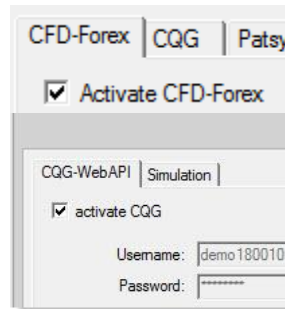 CFD-Forex CQG Patsy
Activate CFD-Forex
CQG-WebAPI Simulation
activate CQG
Username: demo180010
Password: ********